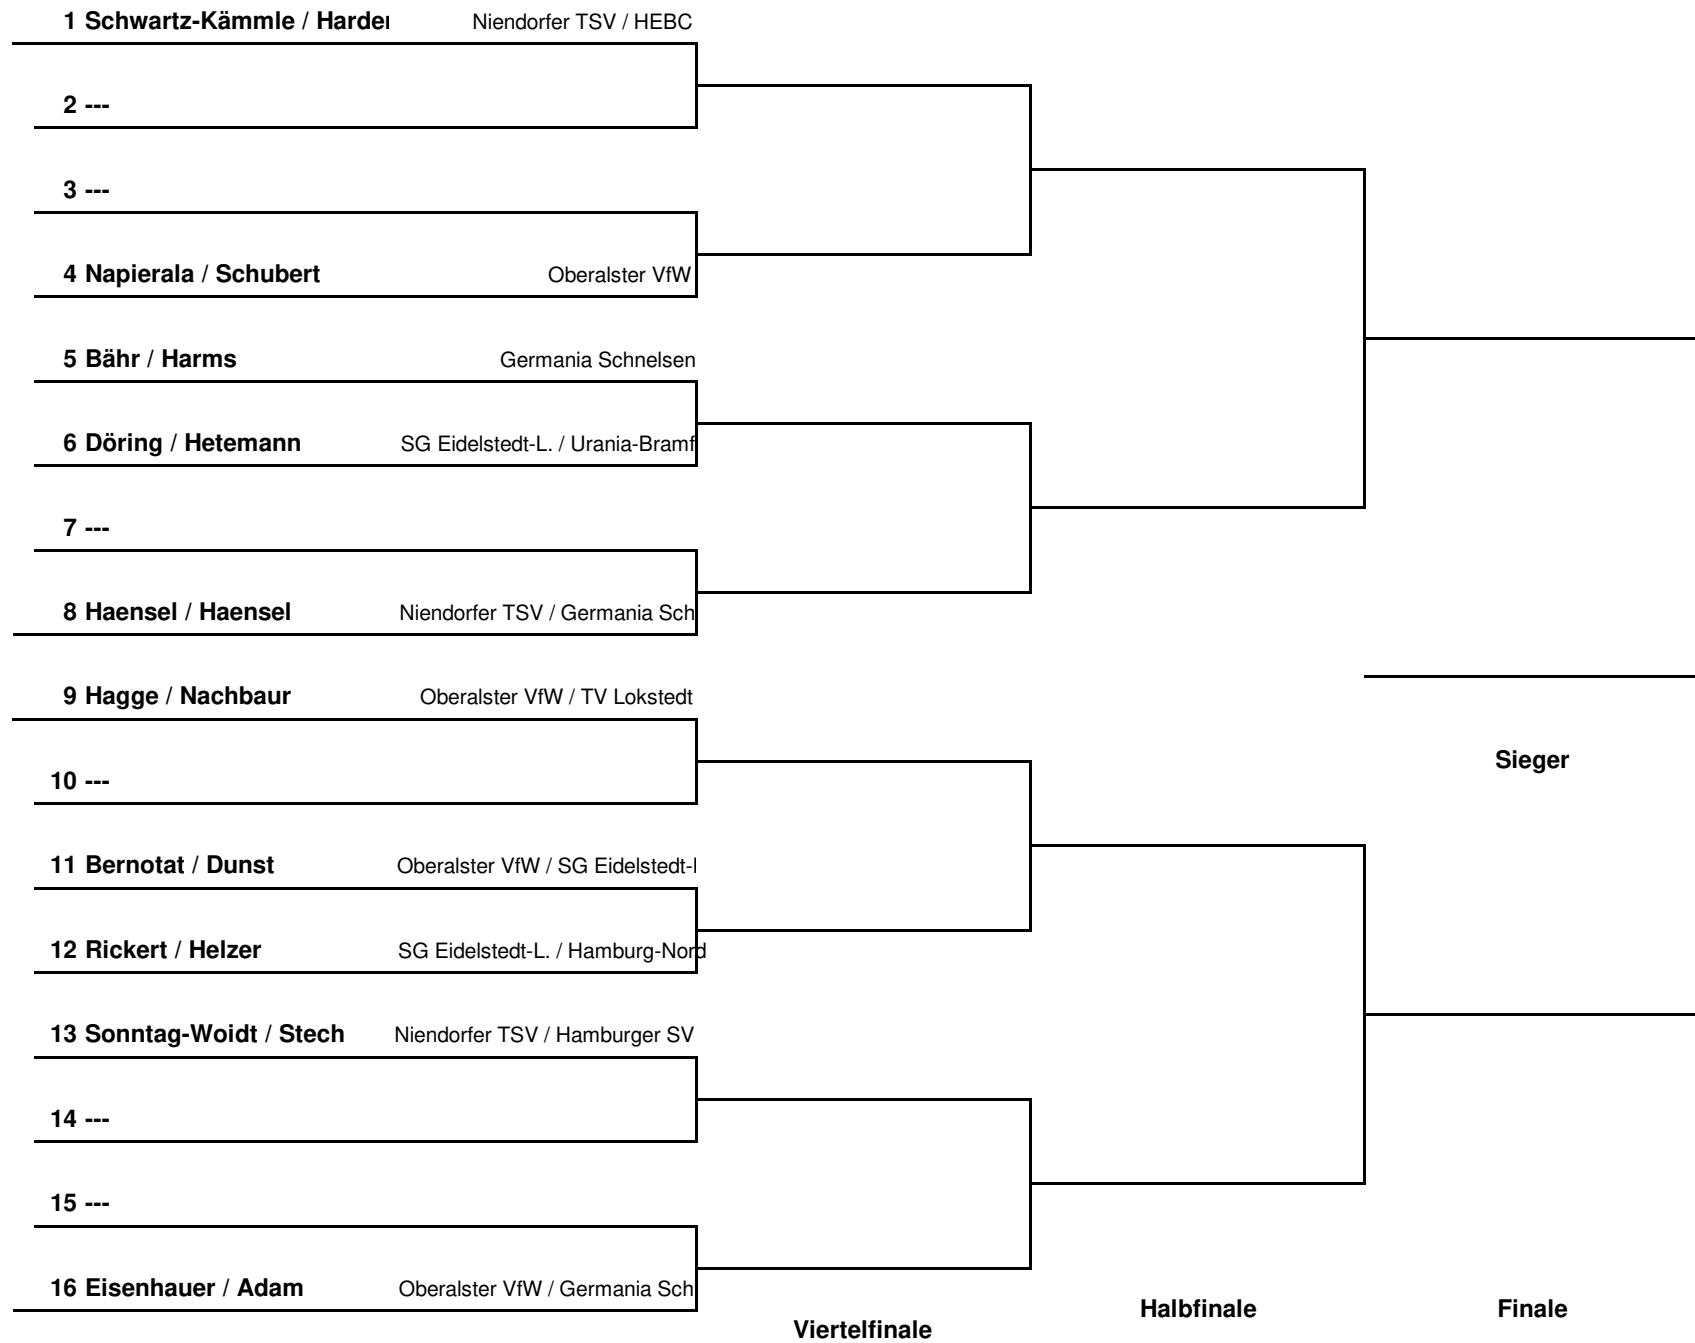 1 Schwartz-Kämmle / Harder Niendorfer TSV / HEBC
2 ---
3 ---
4 Napierala / Schubert Oberalster VfW
5 Bähr / Harms Germania Schnelsen
6 Döring / Hetemann SG Eidelstedt-L. / Urania-Bramf
7 ---
8 Haensel / Haensel Niendorfer TSV / Germania Sch
9 Hagge / Nachbaur Oberalster VfW / TV Lokstedt
Sieger
10 ---
11 Bernotat / Dunst Oberalster VfW / SG Eidelstedt-
12 Rickert / Helzer SG Eidelstedt-L. / Hamburg-Nord
13 Sonntag-Woidt / Stech Niendorfer TSV / Hamburger SV
14 ---
15 ---
16 Eisenhauer / Adam Oberalster VfW / Germania Sch
Viertelfinale
Halbfinale
Finale